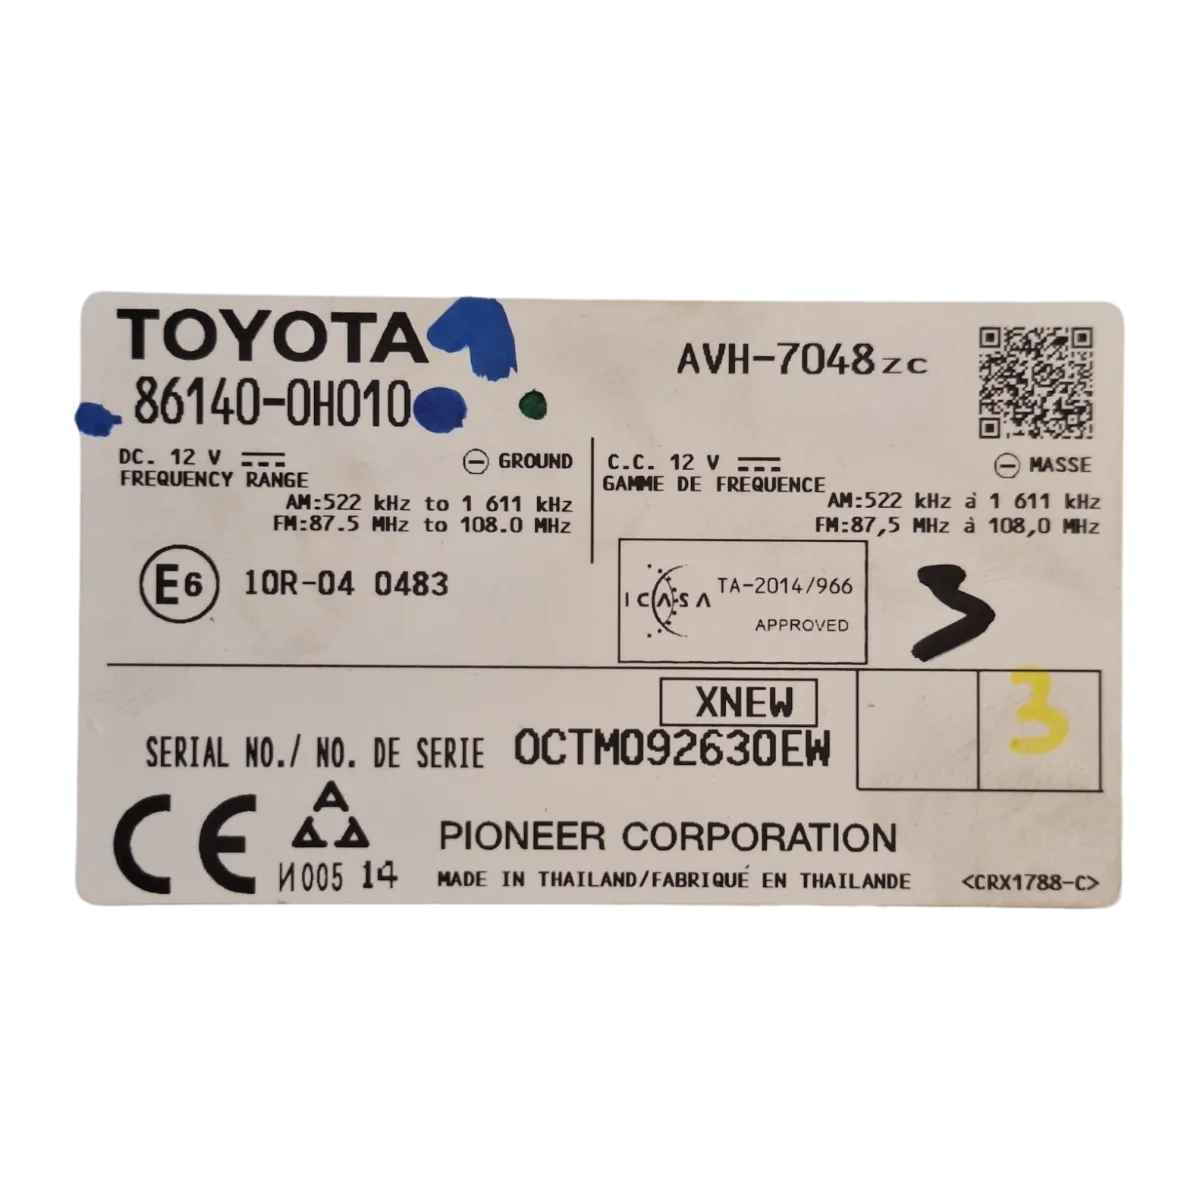 TOYOTA
86140-0H010
AVH-7048zc
DC. 12 V
⊖ GROUND
FREQUENCY RANGE
AM:522 kHz to 1 611 kHz
FM:87.5 MHz to 108.0 MHz
C.C. 12 V
⊖ MASSE
GAMME DE FREQUENCE
AM:522 kHz à 1 611 kHz
FM:87,5 MHz à 108,0 MHz
E6 10R-04 0483
ICASA TA-2014/966
APPROVED
XNEW
3
SERIAL NO./ NO. DE SERIE OCTM092630EW
CE
И005 14
PIONEER CORPORATION
MADE IN THAILAND/FABRIQUÉ EN THAILANDE
<CRX1788-C>